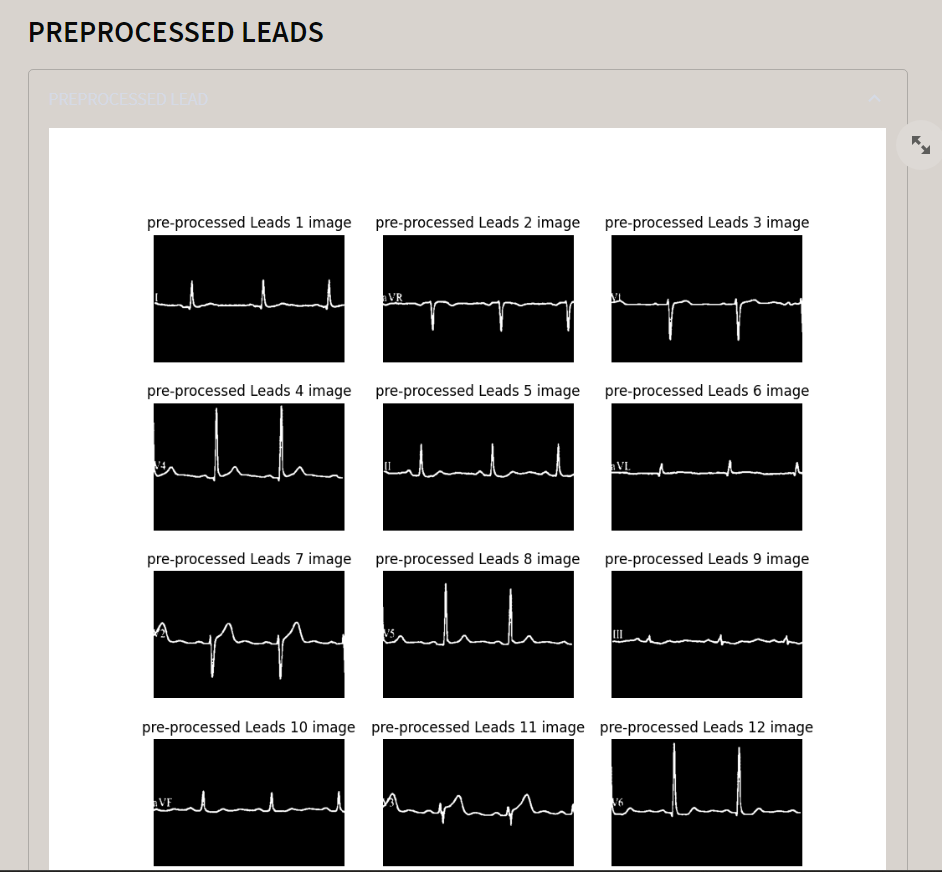 PREPROCESSED LEADS
PREPROCESSED LEAD
pre-processed Leads 1 image pre-processed Leads 2 image pre-processed Leads 3 image
I aVR V1
pre-processed Leads 4 image pre-processed Leads 5 image pre-processed Leads 6 image
V4 II aVL
pre-processed Leads 7 image pre-processed Leads 8 image pre-processed Leads 9 image
V2 V5 III
pre-processed Leads 10 image pre-processed Leads 11 image pre-processed Leads 12 image
aVF V3 V6